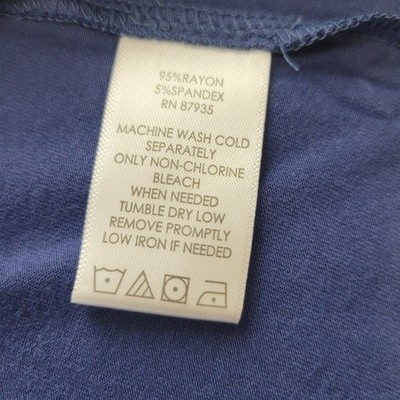 95%RAYON
5%SPANDEX
RN 87935
MACHINE WASH COLD
SEPARATELY
ONLY NON-CHLORINE
BLEACH
WHEN NEEDED
TUMBLE DRY LOW
REMOVE PROMPTLY
LOW IRON IF NEEDED